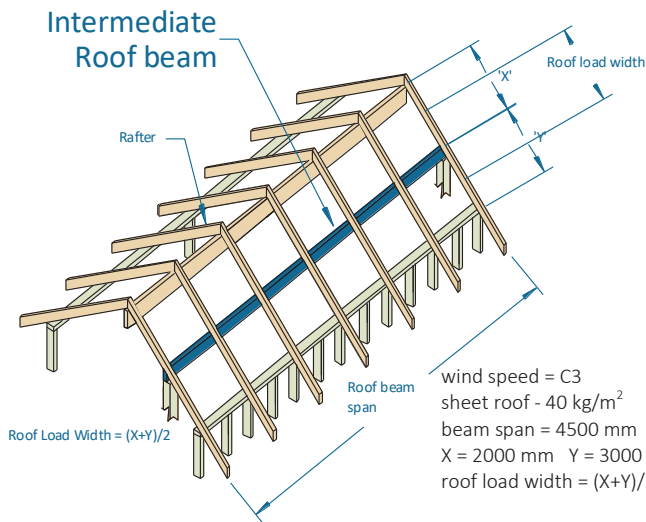 Intermediate
Roof beam
'X'
Roof load width
'Y'
Rafter
Roof beam
span
Roof Load Width = (X+Y)/2
wind speed = C3
sheet roof - 40 kg/m²
beam span = 4500 mm
X = 2000 mm Y = 3000
roof load width = (X+Y)/